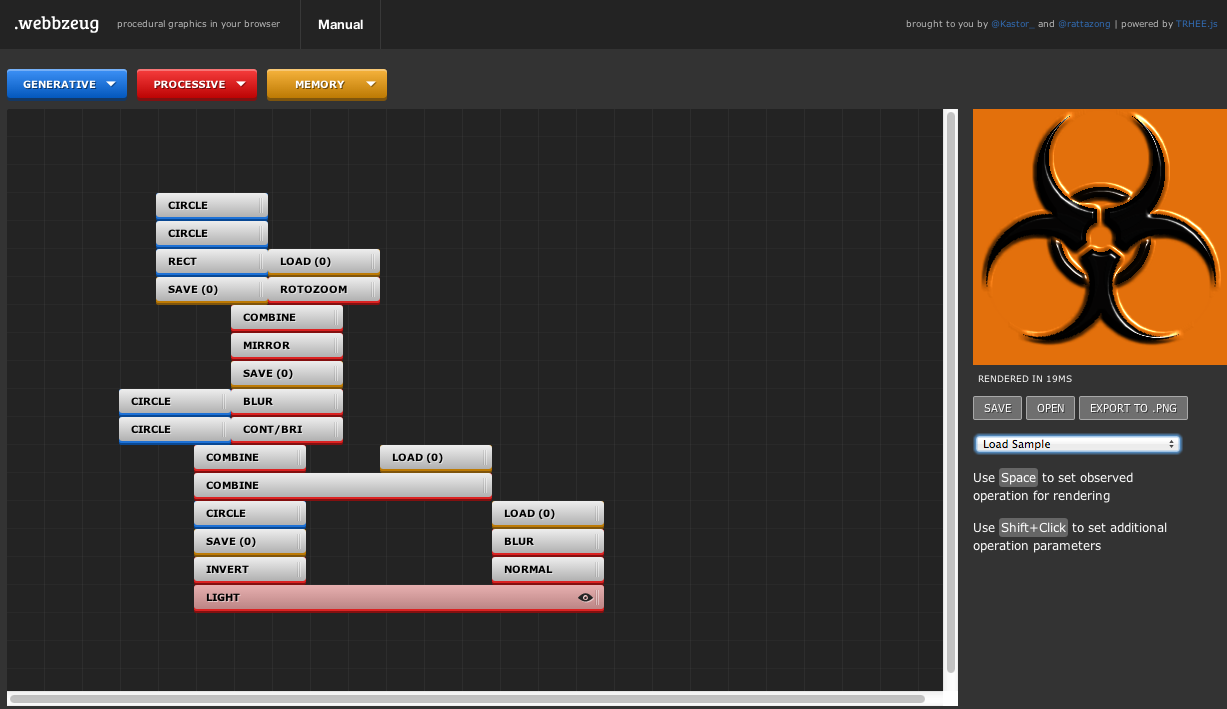 .webbzeug procedural graphics in your browser Manual brought to you by @Kastor_ and @rattazong | powered by TRHEE.js
GENERATIVE PROCESSIVE MEMORY
CIRCLE
CIRCLE
RECT LOAD (0)
SAVE (0) ROTOZOOM
COMBINE
MIRROR
SAVE (0)
CIRCLE BLUR
CIRCLE CONT/BRI
COMBINE LOAD (0)
COMBINE
CIRCLE LOAD (0)
SAVE (0) BLUR
INVERT NORMAL
LIGHT
RENDERED IN 19MS
SAVE OPEN EXPORT TO .PNG
Load Sample
Use Space to set observed
operation for rendering
Use Shift+Click to set additional
operation parameters